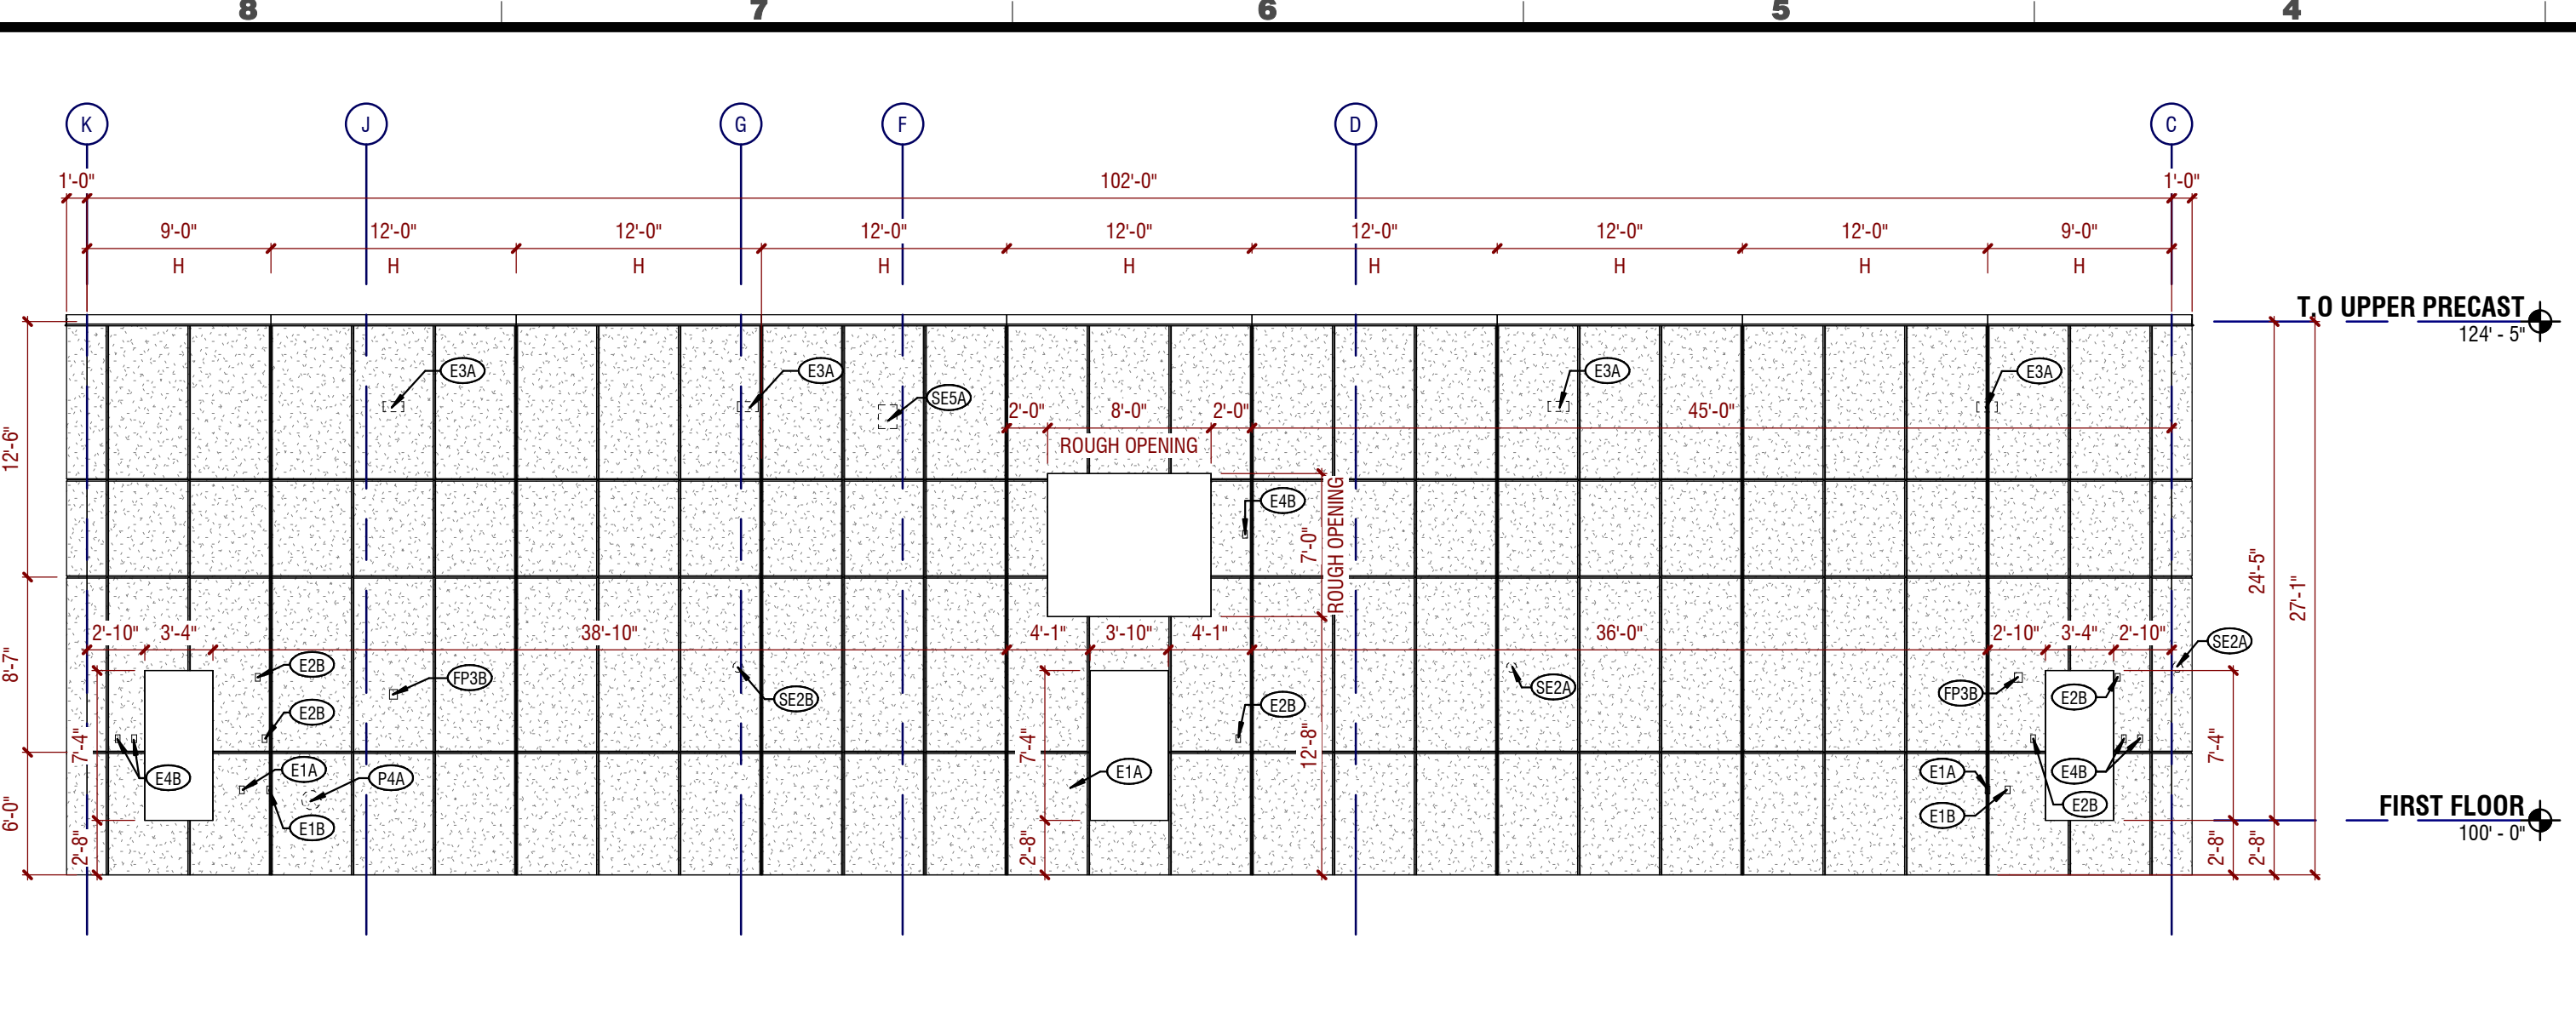 8 7 6 5 4
K J G F D C
1'-0" 102'-0" 1'-0"
9'-0" 12'-0" 12'-0" 12'-0" 12'-0" 12'-0" 12'-0" 12'-0" 9'-0"
H H H H H H H H H
T.O UPPER PRECAST
124' - 5"
E3A E3A SE5A E3A E3A
2'-0" 8'-0" 2'-0" 45'-0"
ROUGH OPENING
12'-6"
E4B
7'-0"
ROUGH OPENING
24'-5"
27'-1"
2'-10" 3'-4" 38'-10" 4'-1" 3'-10" 4'-1" 36'-0" 2'-10" 3'-4" 2'-10"
SE2A
8'-7"
E2B FP3B SE2B SE2A FP3B E2B
E2B E2B
7'-4" 7'-4" 12'-8" 7'-4"
E4B E1A P4A E1A E1A E4B
E2B
E1B E1B
6'-0"
FIRST FLOOR
100' - 0"
2'-8" 2'-8" 2'-8" 2'-8"